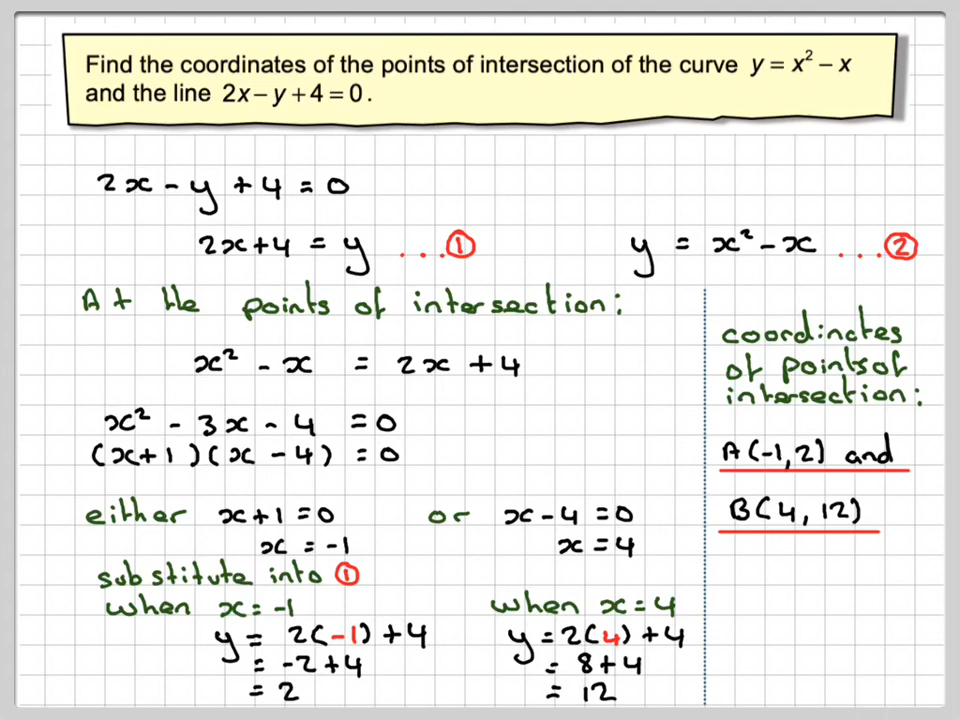 Find the coordinates of the points of intersection of the curve y = x² – x
and the line 2x – y + 4 = 0.
2x - y + 4 = 0
2x+4 = y ...①
y = x² - x ...②
At the points of intersection:
x² - x = 2x + 4
x² - 3x - 4 = 0
(x+1)(x - 4) = 0
either x+1 = 0 or x-4 = 0
x = -1 x = 4
substitute into ①
when x = -1
y = 2(-1) + 4
= -2+4
= 2
when x = 4
y = 2(4) + 4
= 8+4
= 12
coordinates
of points of
intersection:
A(-1,2) and
B(4, 12)